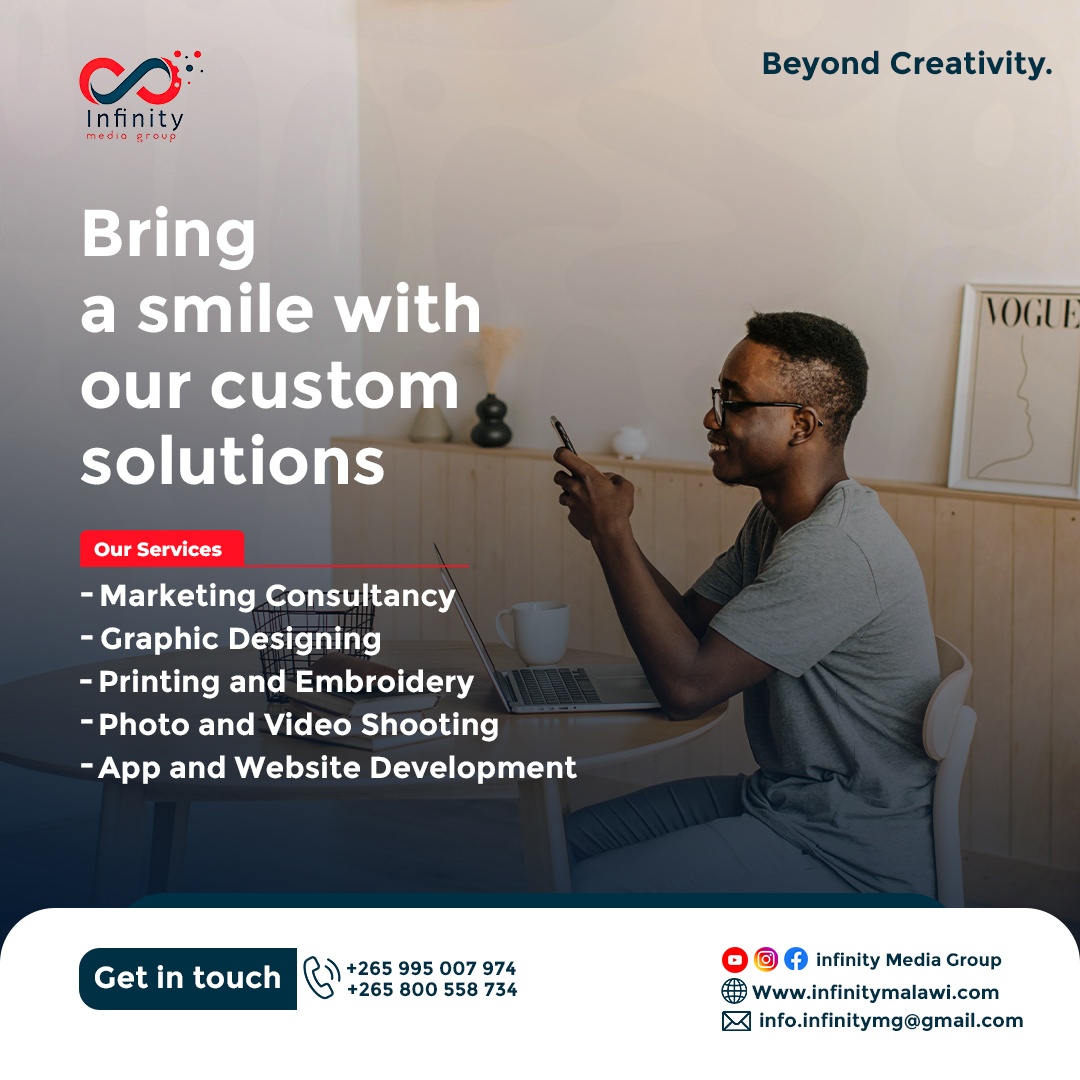 Infinity
media group
Beyond Creativity.
Bring
a smile with
our custom
solutions
VOGUE
Our Services
- Marketing Consultancy
- Graphic Designing
- Printing and Embroidery
- Photo and Video Shooting
- App and Website Development
Get in touch
+265 995 007 974
+265 800 558 734
infinity Media Group
Www.infinitymalawi.com
info.infinitymg@gmail.com